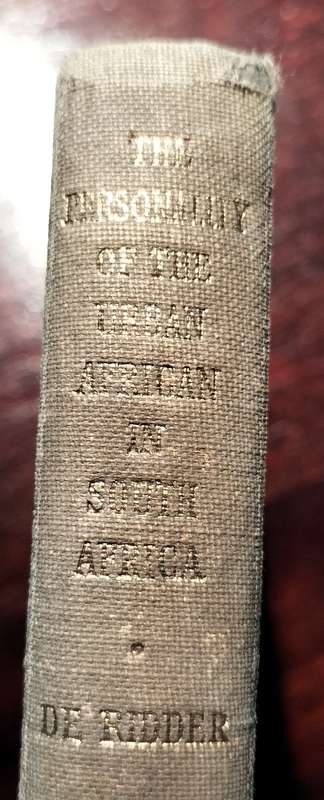 THE
PERSONALITY
OF THE
URBAN
AFRICAN
IN
SOUTH
AFRICA
•
DE RIDDER